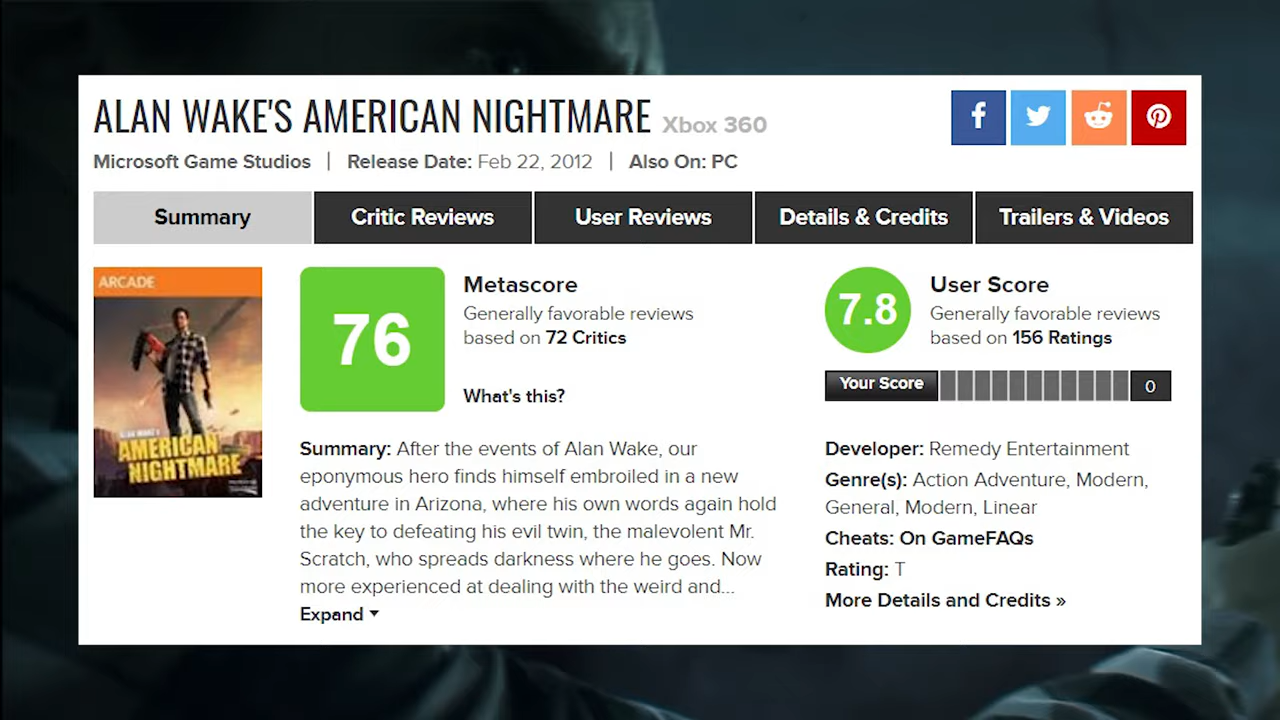 ALAN WAKE'S AMERICAN NIGHTMARE Xbox 360
Microsoft Game Studios | Release Date: Feb 22, 2012 | Also On: PC
Summary
Critic Reviews
User Reviews
Details & Credits
Trailers & Videos
ARCADE
ALAN WAKE'S
AMERICAN
NIGHTMARE
76
Metascore
Generally favorable reviews
based on 72 Critics
What's this?
Summary: After the events of Alan Wake, our
eponymous hero finds himself embroiled in a new
adventure in Arizona, where his own words again hold
the key to defeating his evil twin, the malevolent Mr.
Scratch, who spreads darkness where he goes. Now
more experienced at dealing with the weird and...
Expand
7.8
User Score
Generally favorable reviews
based on 156 Ratings
Your Score
0
Developer: Remedy Entertainment
Genre(s): Action Adventure, Modern,
General, Modern, Linear
Cheats: On GameFAQs
Rating: T
More Details and Credits »